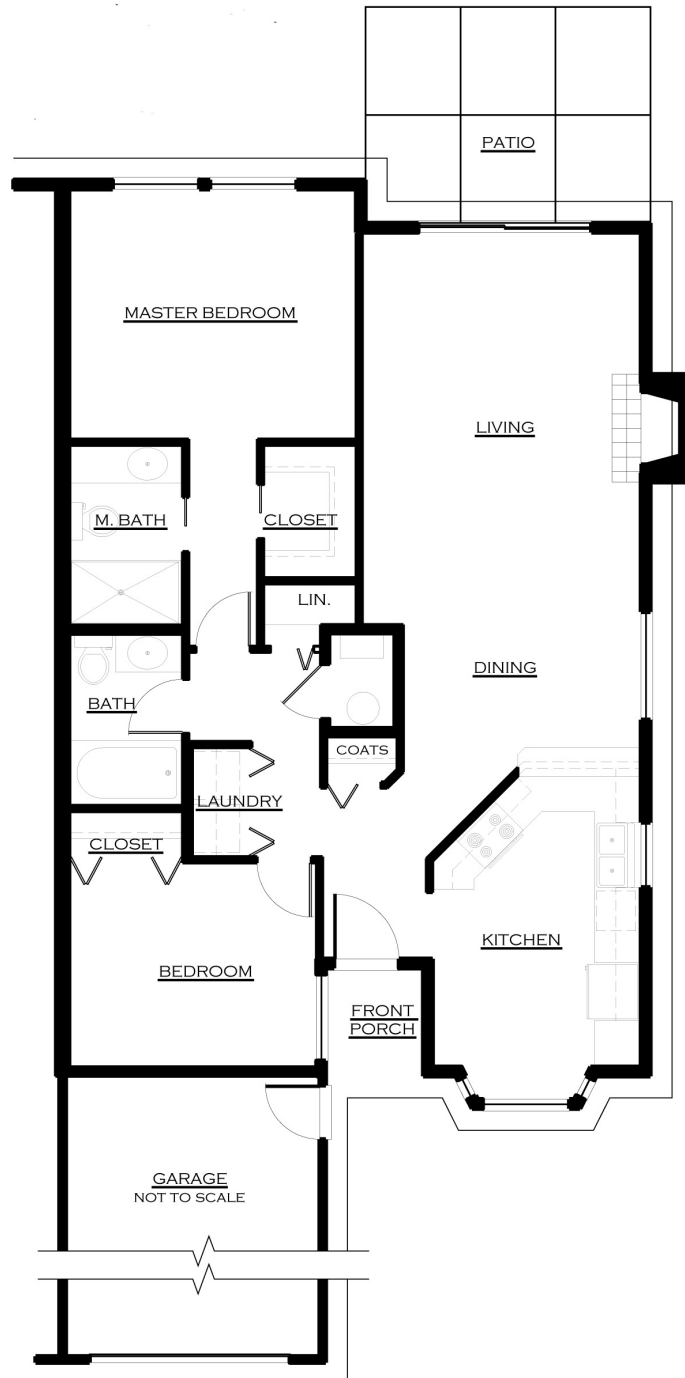 PATIO
MASTER BEDROOM
LIVING
M. BATH
CLOSET
LIN.
DINING
BATH
COATS
LAUNDRY
CLOSET
KITCHEN
BEDROOM
FRONT
PORCH
GARAGE
NOT TO SCALE